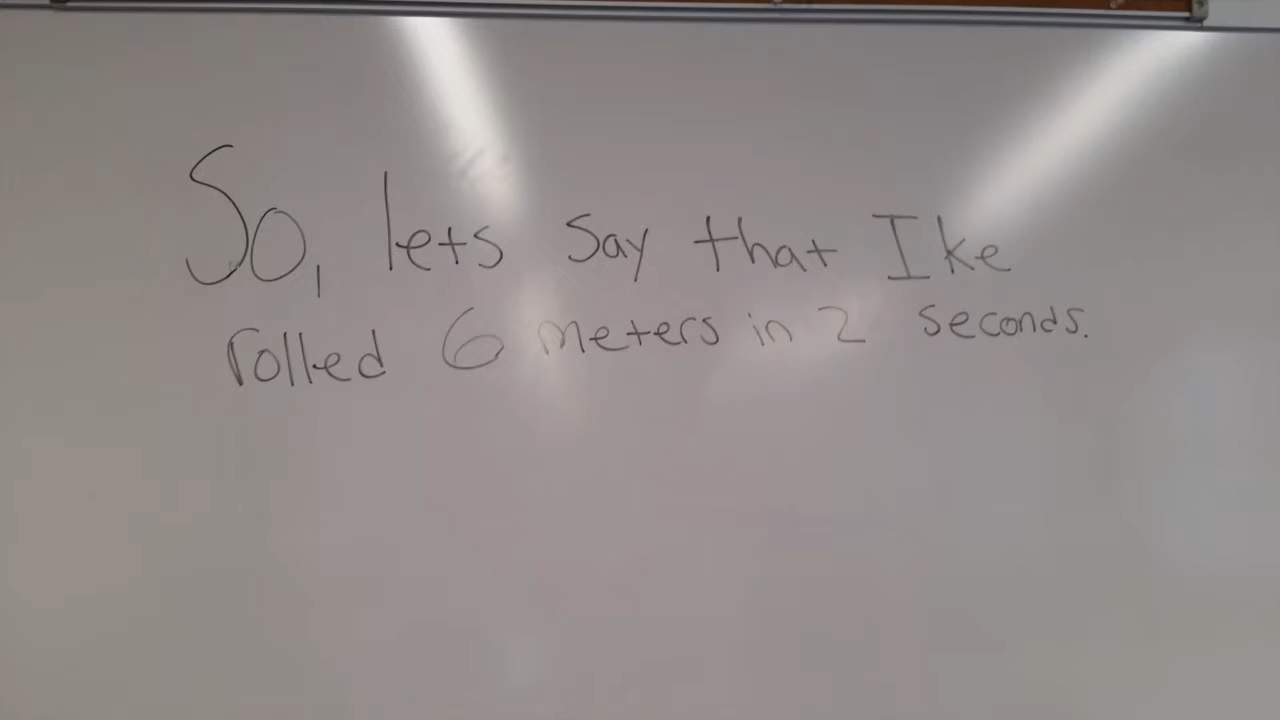 So, lets say that Ike
rolled 6 meters in 2 seconds.